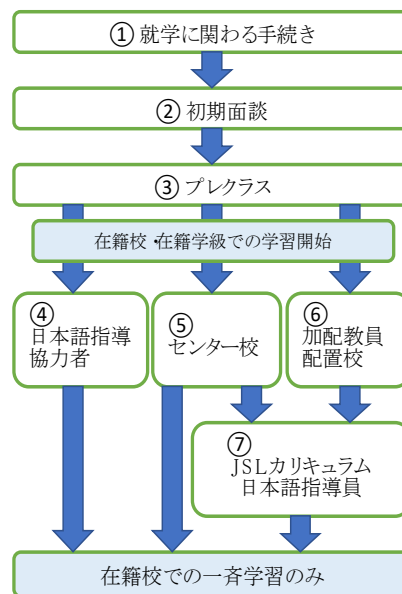 ① 就学に関わる手続き
② 初期面談
③ プレクラス
在籍校・在籍学級での学習開始
④
日本語指導
協力者
⑤
センター校
⑥
加配教員
配置校
⑦
JSLカリキュラム
日本語指導員
在籍校での一斉学習のみ